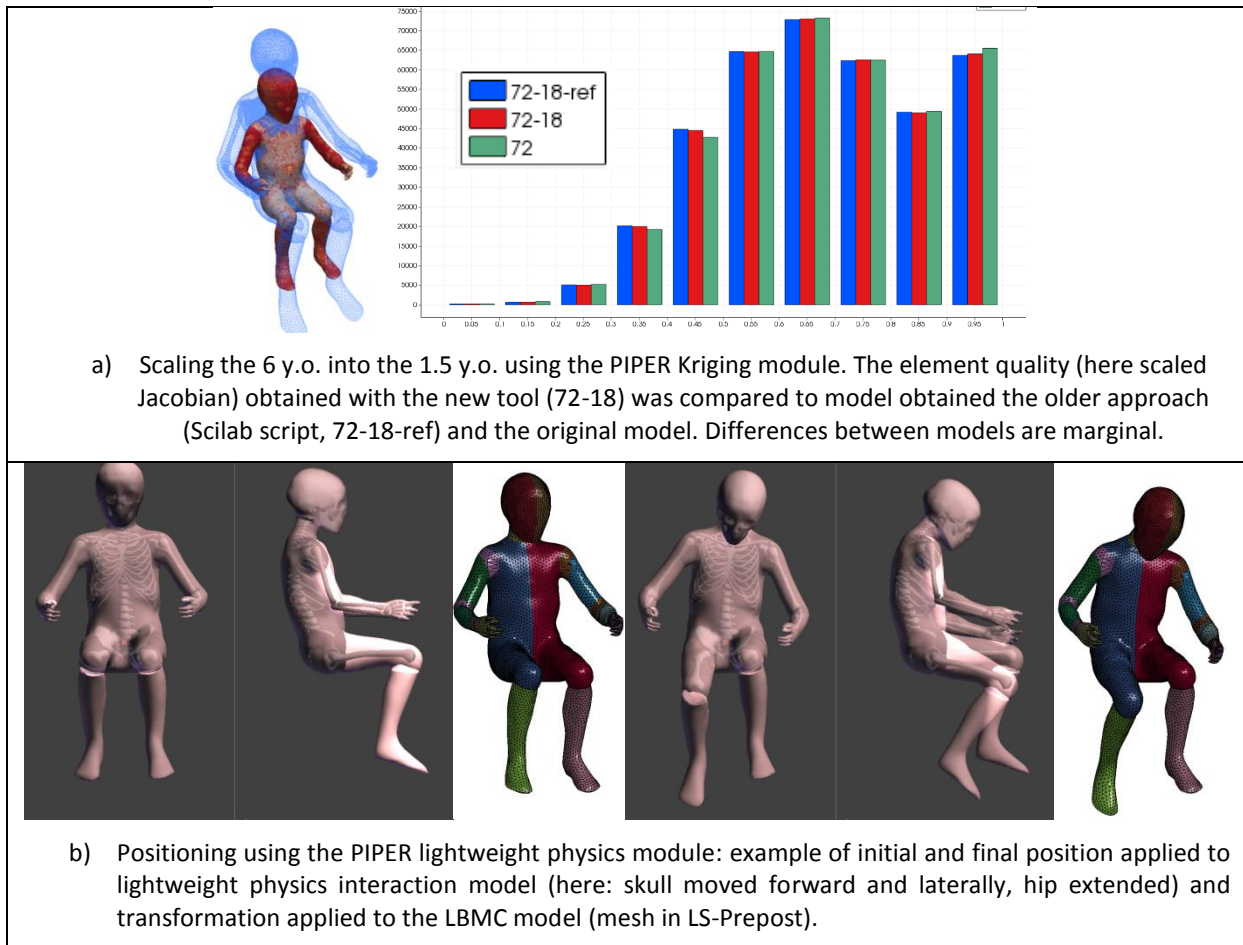 75000
70000
65000
60000
55000
50000
45000
40000
35000
30000
25000
20000
15000
10000
5000
0
72-18-ref
72-18
72
0 0.05 0.1 0.15 0.2 0.25 0.3 0.35 0.4 0.45 0.5 0.55 0.6 0.65 0.7 0.75 0.8 0.85 0.9 0.95 1
a) Scaling the 6 y.o. into the 1.5 y.o. using the PIPER Kriging module. The element quality (here scaled
Jacobian) obtained with the new tool (72-18) was compared to model obtained the older approach
(Scilab script, 72-18-ref) and the original model. Differences between models are marginal.
b) Positioning using the PIPER lightweight physics module: example of initial and final position applied to
lightweight physics interaction model (here: skull moved forward and laterally, hip extended) and
transformation applied to the LBMC model (mesh in LS-Prepost).